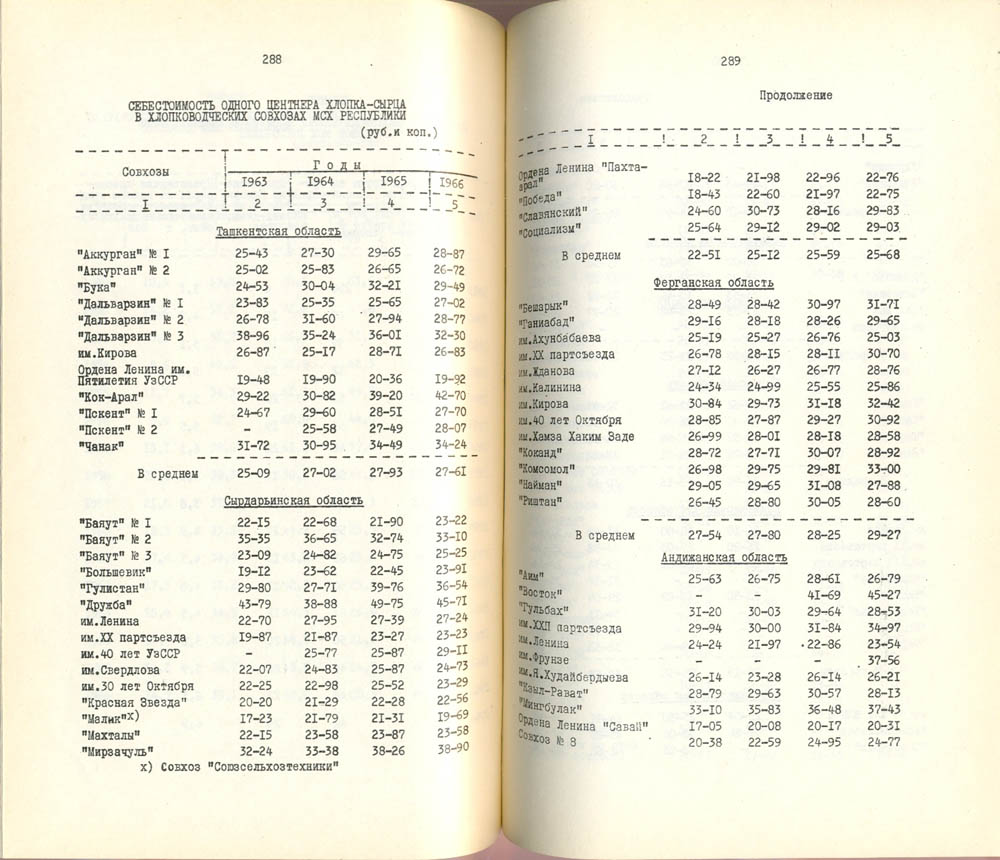 288
СЕБЕСТОИМОСТЬ ОДНОГО ЦЕНТНЕРА ХЛОПКА-СЫРЦА
В ХЛОПКОВОДЧЕСКИХ СОВХОЗАХ МСХ РЕСПУБЛИКИ
(руб.и коп.)
Совхозы ! Годы
! 1963 ! 1964 ! 1965 ! 1966
I ! 2 ! 3 ! 4 ! 5
Ташкентская область
"Аккурган" № I 25-43 27-30 29-65 28-87
"Аккурган" № 2 25-02 25-83 26-65 26-72
"Бука" 24-53 30-04 32-21 29-49
"Дальварзин" № I 23-83 25-35 25-65 27-02
"Дальварзин" № 2 26-78 31-60 27-94 28-77
"Дальварзин" № 3 38-96 35-24 36-01 32-30
им.Кирова 26-87 25-17 28-71 26-83
Ордена Ленина им.
Пятилетия УзССР 19-48 19-90 20-36 19-92
"Кок-Арал" 29-22 30-82 39-20 42-70
"Пскент" № I 24-67 29-60 28-51 27-70
"Пскент" № 2 - 25-58 27-49 28-07
"Чанак" 31-72 30-95 34-49 34-24
В среднем 25-09 27-02 27-93 27-61
Сырдарьинская область
"Баяут" № I 22-15 22-68 21-90 23-22
"Баяут" № 2 35-35 36-65 32-74 33-10
"Баяут" № 3 23-09 24-82 24-75 25-25
"Большевик" 19-12 23-62 22-45 23-91
"Гулистан" 29-80 27-71 39-76 36-54
"Дружба" 43-79 38-88 49-75 45-71
им.Ленина 22-70 27-95 27-39 27-24
им.XX партсъезда 19-87 21-87 23-27 23-23
им.40 лет УзССР - 25-77 25-87 29-11
им.Свердлова 22-07 24-83 25-87 24-73
им.30 лет Октября 22-25 22-98 25-52 23-29
"Красная Звезда" 20-20 21-29 22-28 22-56
"Малик"х) 17-23 21-79 21-31 19-69
"Махталы" 22-15 23-58 23-87 23-58
"Мирзачуль" 32-24 33-38 38-26 38-90
х) Совхоз "Союзсельхозтехники"
289
Продолжение
I ! 2 ! 3 ! 4 ! 5
Ордена Ленина "Пахта-
арал" 18-22 21-98 22-96 22-76
"Победа" 18-43 22-60 21-97 22-75
"Славянский" 24-60 30-73 28-16 29-83
"Социализм" 25-64 29-12 29-02 29-03
В среднем 22-51 25-12 25-59 25-68
Ферганская область
"Бешарык" 28-49 28-42 30-97 31-71
"Ганиабад" 29-16 28-18 28-26 29-65
им.Ахунбабаева 25-19 25-27 26-76 25-03
им.XX партсъезда 26-78 28-15 28-11 30-70
им.Жданова 27-12 26-27 26-77 28-76
им.Калинина 24-34 24-99 25-55 25-86
им.Кирова 30-84 29-73 31-18 32-42
им.40 лет Октября 28-85 27-87 29-27 30-92
им.Хамза Хаким Заде 26-99 28-01 28-18 28-58
"Коканд" 28-72 27-71 30-07 28-92
"Комсомол" 26-98 29-75 29-81 33-00
"Найман" 29-05 29-65 31-08 27-88
"Риштан" 26-45 28-80 30-05 28-60
В среднем 27-54 27-80 28-25 29-27
Андижанская область
"Аим" 25-63 26-75 28-61 26-79
"Восток" - - 41-69 45-27
"Гульбах" 31-20 30-03 29-64 28-53
им.XXII партсъезда 29-94 30-00 31-84 34-97
им.Ленина 24-24 21-97 22-86 23-54
им.Фрунзе - - - 37-56
им.Я.Худайбердыева 26-14 23-28 26-14 26-21
"Кзыл-Рават" 28-79 29-63 30-57 28-13
"Мингбулак" 33-10 35-83 36-48 37-43
Ордена Ленина "Савай" 17-05 20-08 20-17 20-31
Совхоз № 8 20-38 22-59 24-95 24-77